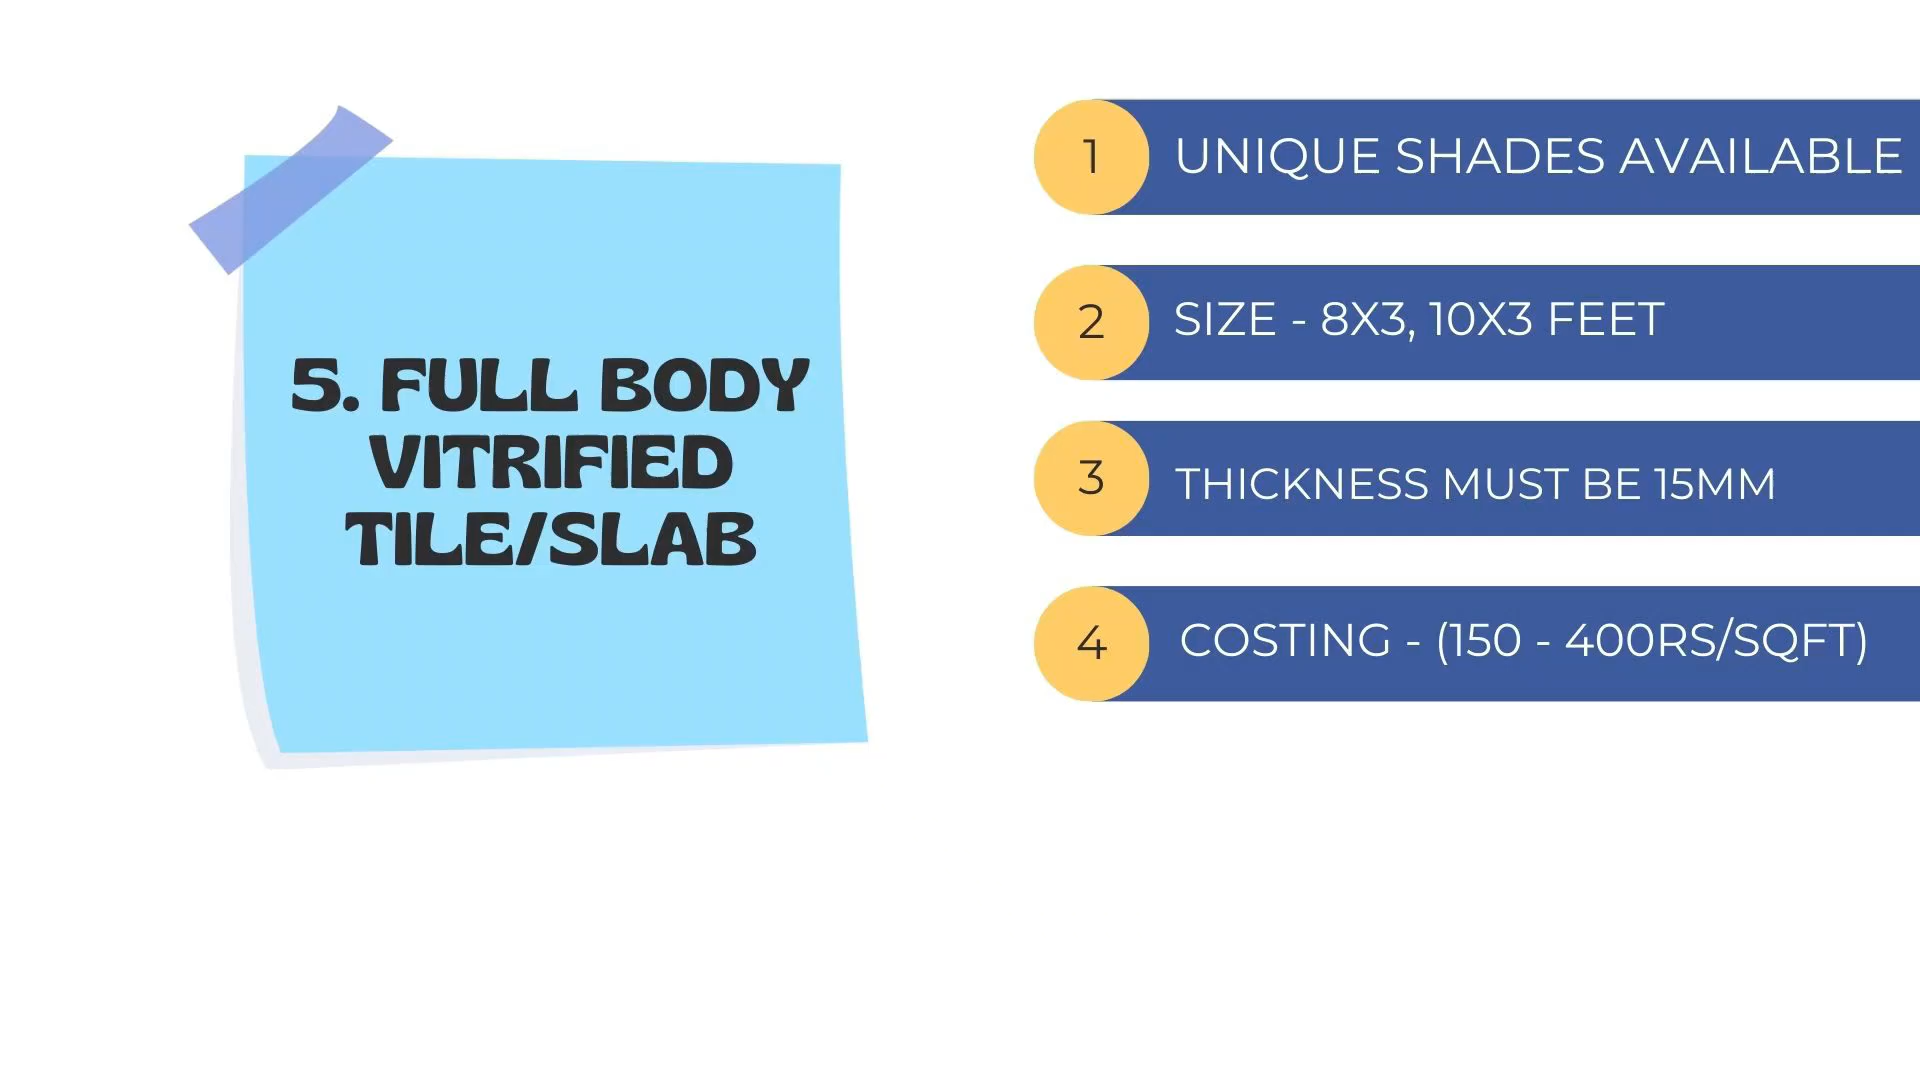 5. FULL BODY
VITRIFIED
TILE/SLAB
1 UNIQUE SHADES AVAILABLE
2 SIZE - 8X3, 10X3 FEET
3 THICKNESS MUST BE 15MM
4 COSTING - (150 - 400RS/SQFT)